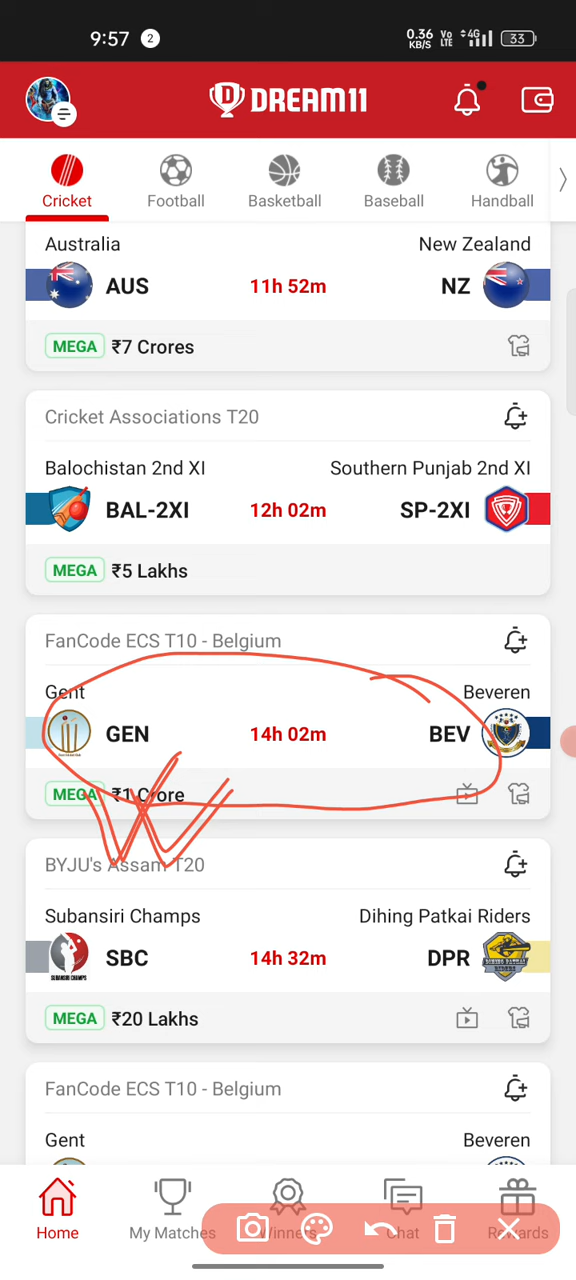 9:57 2 0.36 KB/S Vo LTE 4G 33
DREAM11
Cricket Football Basketball Baseball Handball
Australia New Zealand
AUS 11h 52m NZ
MEGA ₹7 Crores
Cricket Associations T20
Balochistan 2nd XI Southern Punjab 2nd XI
BAL-2XI 12h 02m SP-2XI
MEGA ₹5 Lakhs
FanCode ECS T10 - Belgium
Gent Beveren
GEN 14h 02m BEV
MEGA ₹1 Crore
BYJU's Assam T20
Subansiri Champs Dihing Patkai Riders
SBC 14h 32m DPR
SUBANSIRI CHAMPS
MEGA ₹20 Lakhs
FanCode ECS T10 - Belgium
Gent Beveren
Home My Matches Winners Chat Rewards